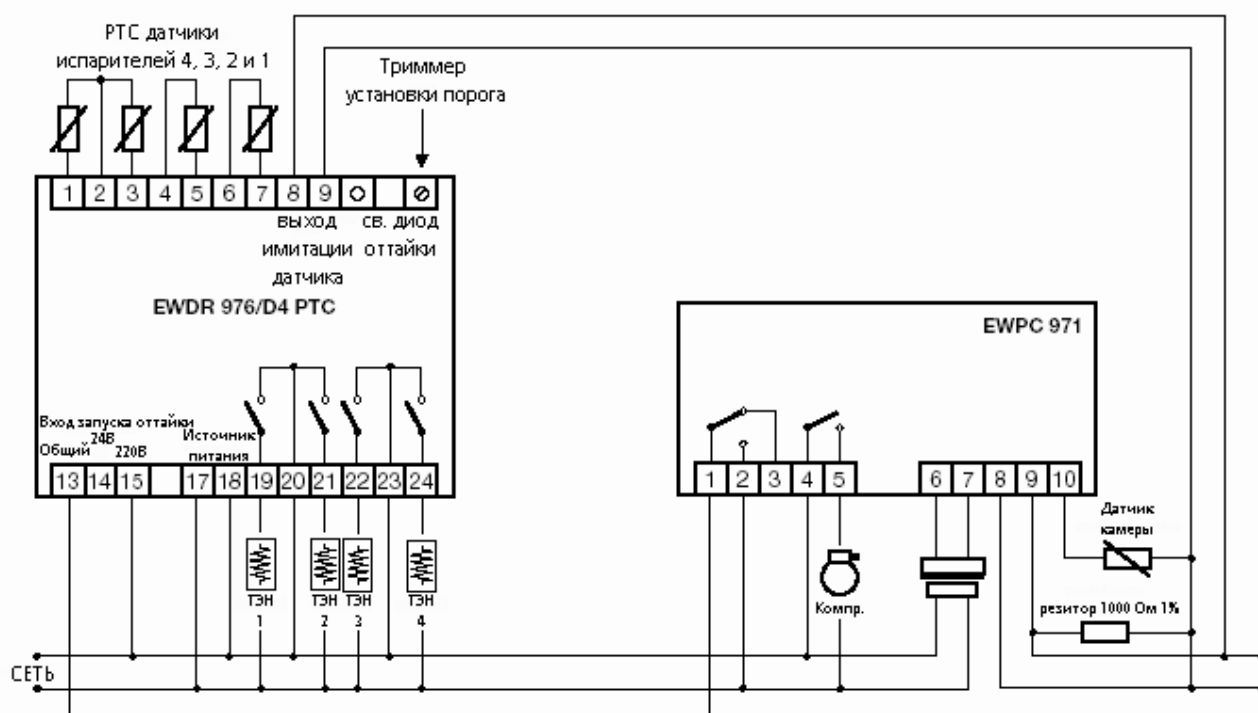 PTC датчики
испарителей 4, 3, 2 и 1
Триммер
установки порога
1 2 3 4 5 6 7 8 9
выход св. диод
имитации оттайки
датчика
EWDR 976/D4 PTC
EWPC 971
Вход запуска оттайки
24В
Общий 220В
Источник
питания
13 14 15 17 18 19 20 21 22 23 24
1 2 3 4 5 6 7 8 9 10
Датчик
камеры
ТЭН ТЭН ТЭН ТЭН
1 2 3 4
Компр.
резитор 1000 Ом 1%
СЕТЬ